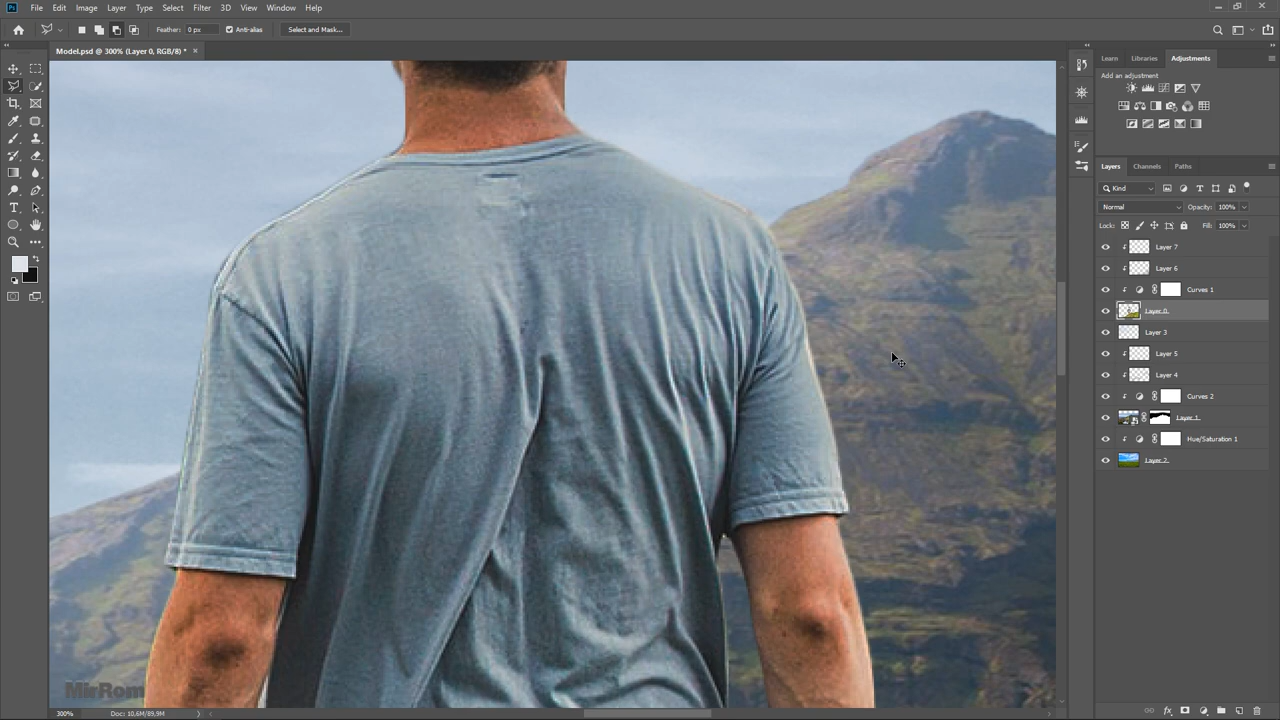 File Edit Image Layer Type Select Filter 3D View Window Help
Feather: 0 px Anti-alias Select and Mask...
Model.psd @ 300% (Layer 0, RGB/8) * ×
Learn Libraries Adjustments
Add an adjustment
Layers Channels Paths
Kind
Normal Opacity: 100%
Lock: Fill: 100%
Layer 7
Layer 6
Curves 1
Layer 0
Layer 3
Layer 5
Layer 4
Curves 2
Layer 1
Hue/Saturation 1
Layer 2
MirRom
300% Doc: 10,6M/89,9M